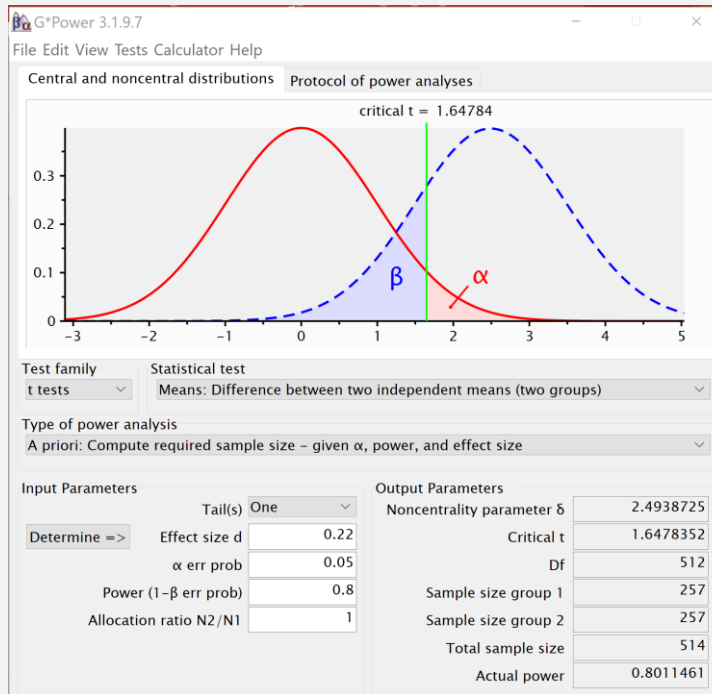 G*Power 3.1.9.7
File Edit View Tests Calculator Help
Central and noncentral distributions Protocol of power analyses
critical t = 1.64784
0.3
0.2
0.1
0
β
α
-3 -2 -1 0 1 2 3 4 5
Test family Statistical test
t tests Means: Difference between two independent means (two groups)
Type of power analysis
A priori: Compute required sample size – given α, power, and effect size
Input Parameters
Tail(s) One
Determine => Effect size d 0.22
α err prob 0.05
Power (1-β err prob) 0.8
Allocation ratio N2/N1 1
Output Parameters
Noncentrality parameter δ 2.4938725
Critical t 1.6478352
Df 512
Sample size group 1 257
Sample size group 2 257
Total sample size 514
Actual power 0.8011461